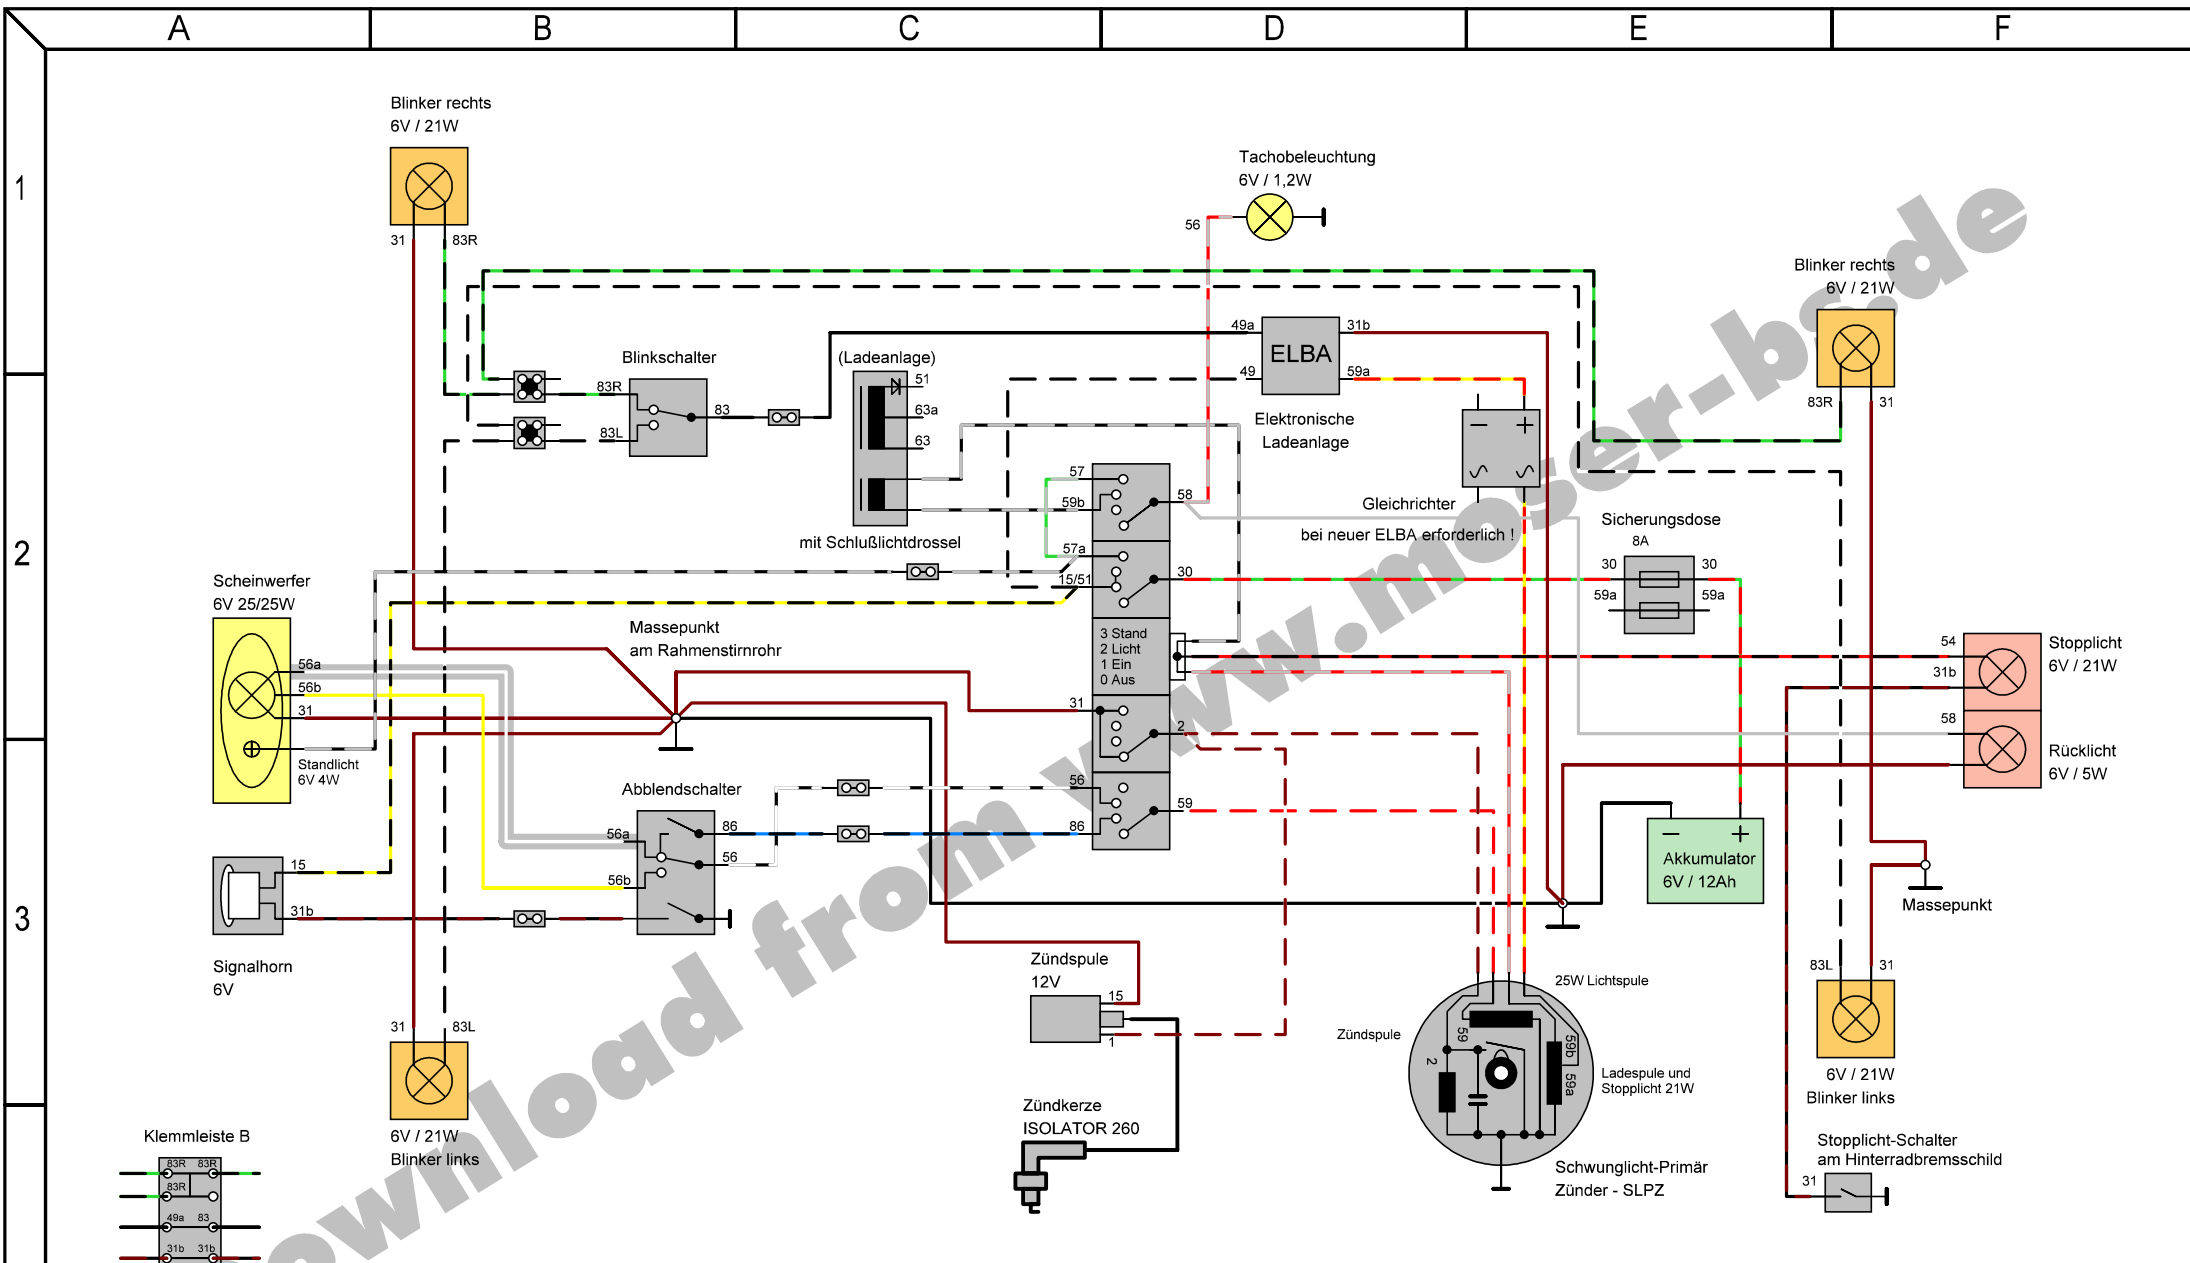 A B C D E F
1
2
3
Blinker rechts
6V / 21W
31
83R
Tachobeleuchtung
6V / 1,2W
56
Blinker rechts
6V / 21W
83R
31
Blinkschalter
83R
83L
83
(Ladeanlage)
51
63a
63
mit Schlußlichtdrossel
49a
49
ELBA
31b
59a
Elektronische
Ladeanlage
Gleichrichter
bei neuer ELBA erforderlich !
− +
Sicherungsdose
8A
30
30
59a
59a
57
59b
58
57a
15/51
30
3 Stand
2 Licht
1 Ein
0 Aus
31
2
56
86
59
Scheinwerfer
6V 25/25W
56a
56b
31
Standlicht
6V 4W
Massepunkt
am Rahmenstirnrohr
Abblendschalter
56a
56b
86
56
Signalhorn
6V
15
31b
31
83L
6V / 21W
Blinker links
54
31b
58
Stopplicht
6V / 21W
Rücklicht
6V / 5W
− +
Akkumulator
6V / 12Ah
Massepunkt
83L
31
6V / 21W
Blinker links
Zündspule
12V
15
1
Zündkerze
ISOLATOR 260
25W Lichtspule
Zündspule
59
2
59b
59a
Ladespule und
Stopplicht 21W
Schwunglicht-Primär
Zünder - SLPZ
Stopplicht-Schalter
am Hinterradbremsschild
31
Klemmleiste B
83R 83R
83R
49a 83
31b 31b
ownload from www.moser-bs.de